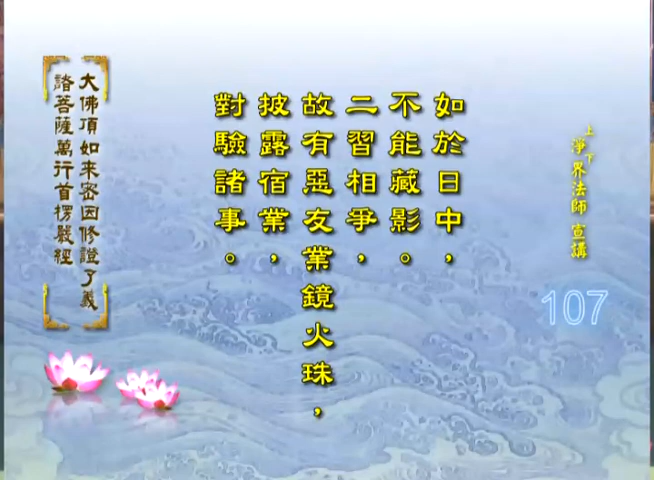 上淨下界法師 宣講
107
如於日中，
不能藏影。
二習相爭，
故有惡友業鏡火珠，
披露宿業，
對驗諸事。
大佛頂如來密因修證了義
諸菩薩萬行首楞嚴經